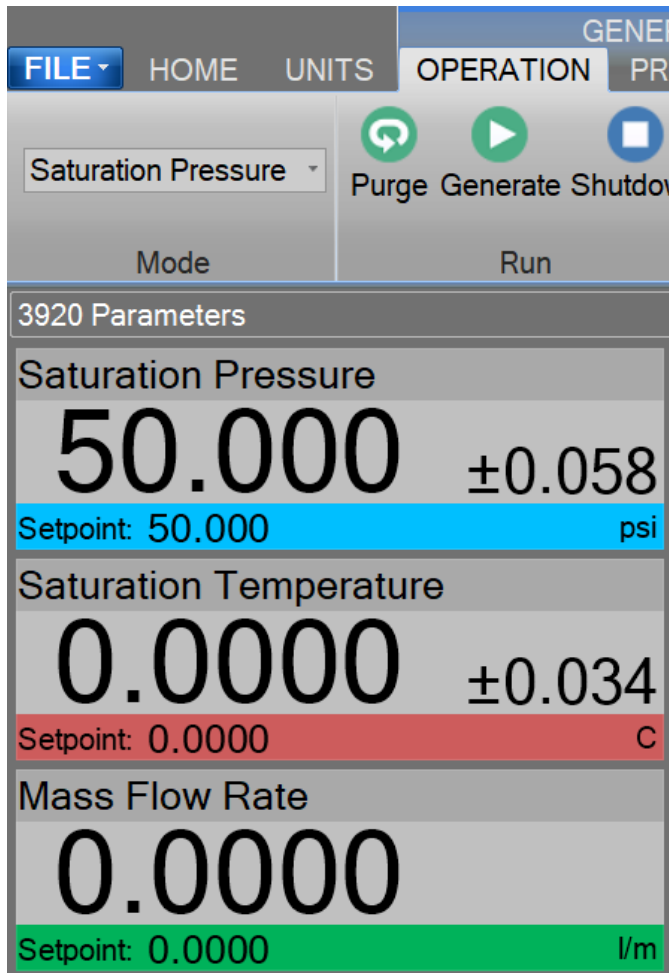 GENER
FILE HOME UNITS OPERATION PR
Saturation Pressure
Purge Generate Shutdow
Mode Run
3920 Parameters
Saturation Pressure
50.000 ±0.058
Setpoint: 50.000 psi
Saturation Temperature
0.0000 ±0.034
Setpoint: 0.0000 C
Mass Flow Rate
0.0000
Setpoint: 0.0000 l/m